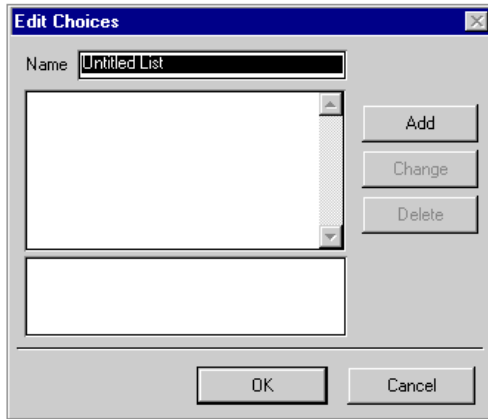 Edit Choices
Name Untitled List
Add
Change
Delete
OK Cancel